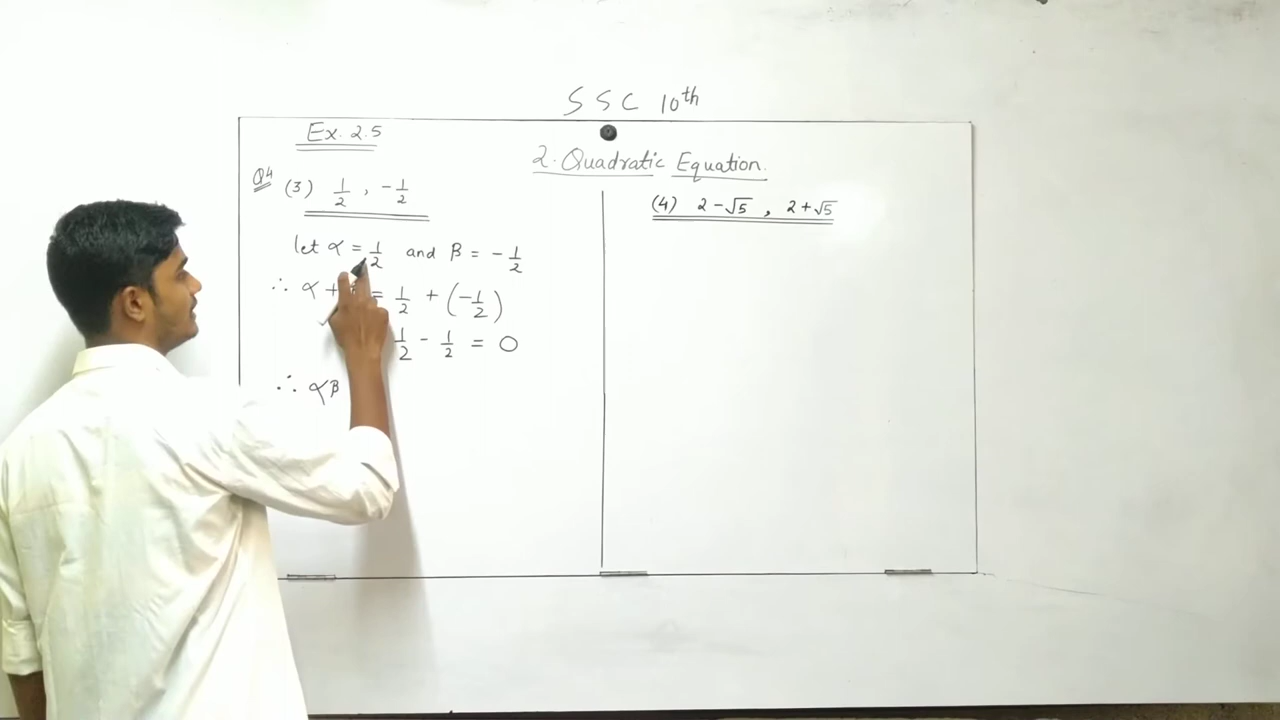 SSC 10th
Ex. 2.5
2. Quadratic Equation.
Q4 (3) 1/2 , -1/2
let α = 1/2 and β = - 1/2
∴ α + = 1/2 + (-1/2)
1/2 - 1/2 = 0
∴ αβ
(4) 2-√5 , 2+√5